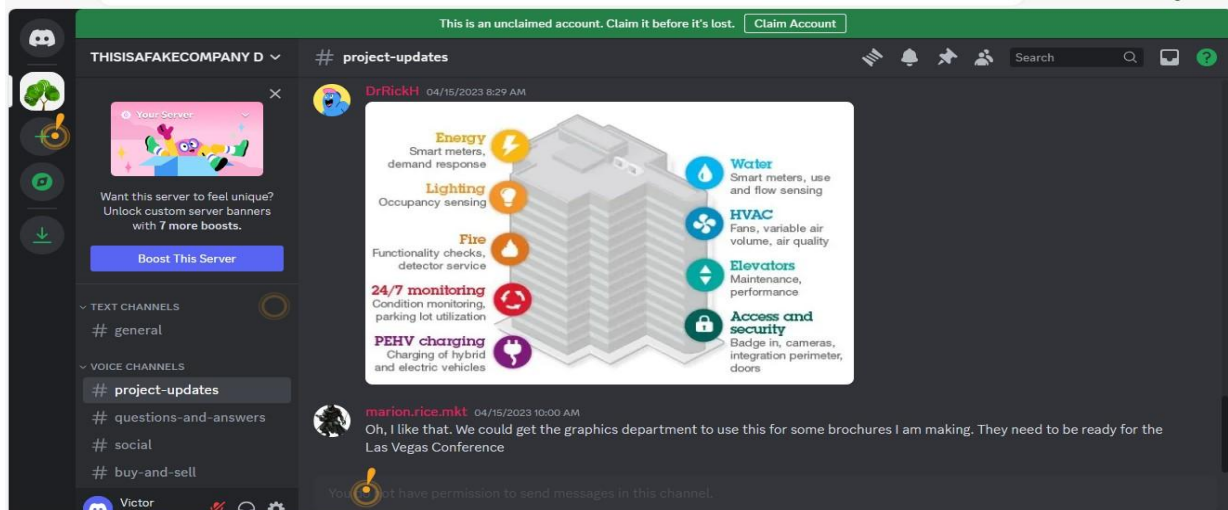 This is an unclaimed account. Claim it before it's lost. Claim Account
THISISAFAKECOMPANY D
Your Server
Want this server to feel unique?
Unlock custom server banners
with 7 more boosts.
Boost This Server
TEXT CHANNELS
# general
VOICE CHANNELS
# project-updates
# questions-and-answers
# social
# buy-and-sell
Victor
# project-updates
Search
DrRickH 04/15/2023 8:29 AM
Energy
Smart meters,
demand response
Lighting
Occupancy sensing
Fire
Functionality checks,
detector service
24/7 monitoring
Condition monitoring,
parking lot utilization
PEHV charging
Charging of hybrid
and electric vehicles
Water
Smart meters, use
and flow sensing
HVAC
Fans, variable air
volume, air quality
Elevators
Maintenance,
performance
Access and
security
Badge in, cameras,
integration perimeter,
doors
marion.rice.mkt 04/15/2023 10:00 AM
Oh, I like that. We could get the graphics department to use this for some brochures I am making. They need to be ready for the
Las Vegas Conference
You not have permission to send messages in this channel.